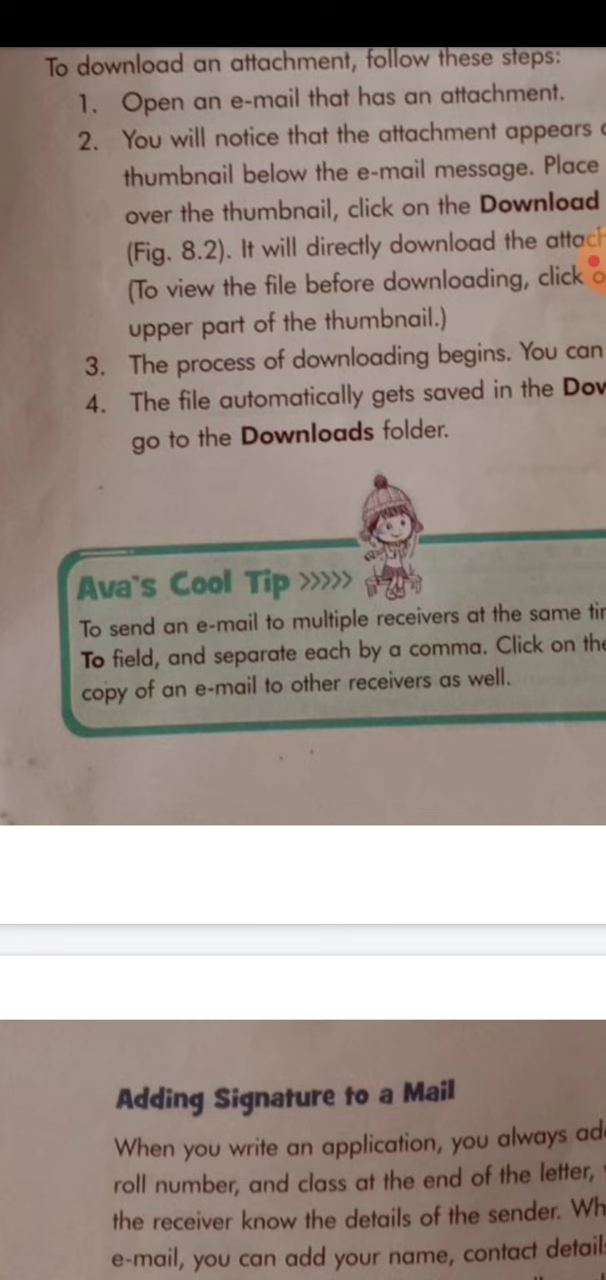 To download an attachment, follow these steps:
1. Open an e-mail that has an attachment.
2. You will notice that the attachment appears
thumbnail below the e-mail message. Place
over the thumbnail, click on the Download
(Fig. 8.2). It will directly download the
(To view the file before downloading, click
upper part of the thumbnail.)
3. The process of downloading begins. You can
4. The file automatically gets saved in the
go to the Downloads folder.
Ava's Cool Tip >>>>>
To send an e-mail to multiple receivers at the same
To field, and separate each by a comma. Click on the
copy of an e-mail to other receivers as well.
Adding Signature to a Mail
When you write an application, you always
roll number, and class at the end of the letter,
the receiver know the details of the sender.
e-mail, you can add your name, contact